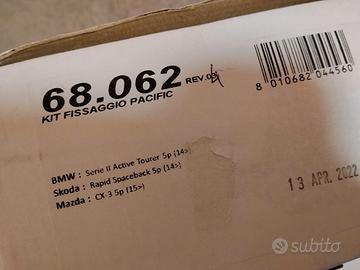 68.062 REV.03
KIT FISSAGGIO PACIFIC
8 010682 044560
BMW : Serie II Active Tourer 5p (14>)
Skoda : Rapid Spaceback 5p (14>)
Mazda : CX-3 5p (15>)
13 APR. 2022
subito